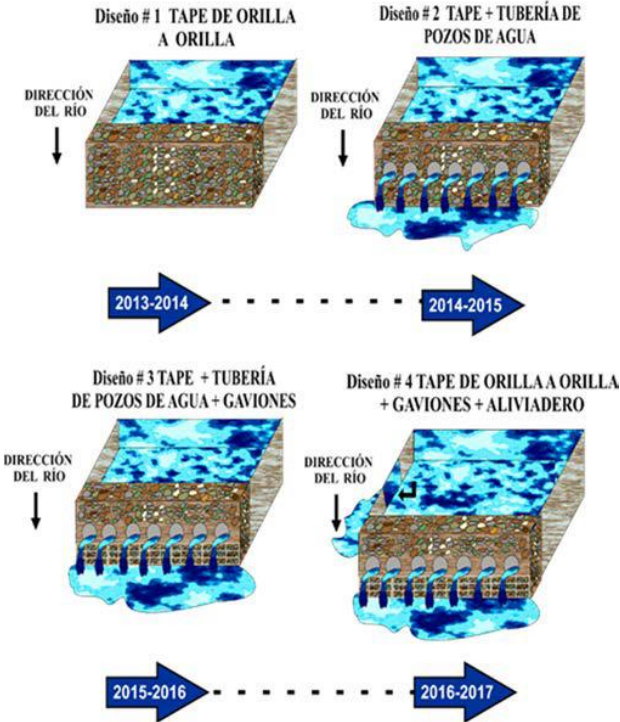 Diseño # 1 TAPE DE ORILLA
A ORILLA
DIRECCIÓN
DEL RÍO
Diseño # 2 TAPE + TUBERÍA DE
POZOS DE AGUA
DIRECCIÓN
DEL RÍO
2013-2014
2014-2015
Diseño # 3 TAPE + TUBERÍA
DE POZOS DE AGUA + GAVIONES
DIRECCIÓN
DEL RÍO
Diseño # 4 TAPE DE ORILLA A ORILLA
+ GAVIONES + ALIVIADERO
DIRECCIÓN
DEL RÍO
2015-2016
2016-2017